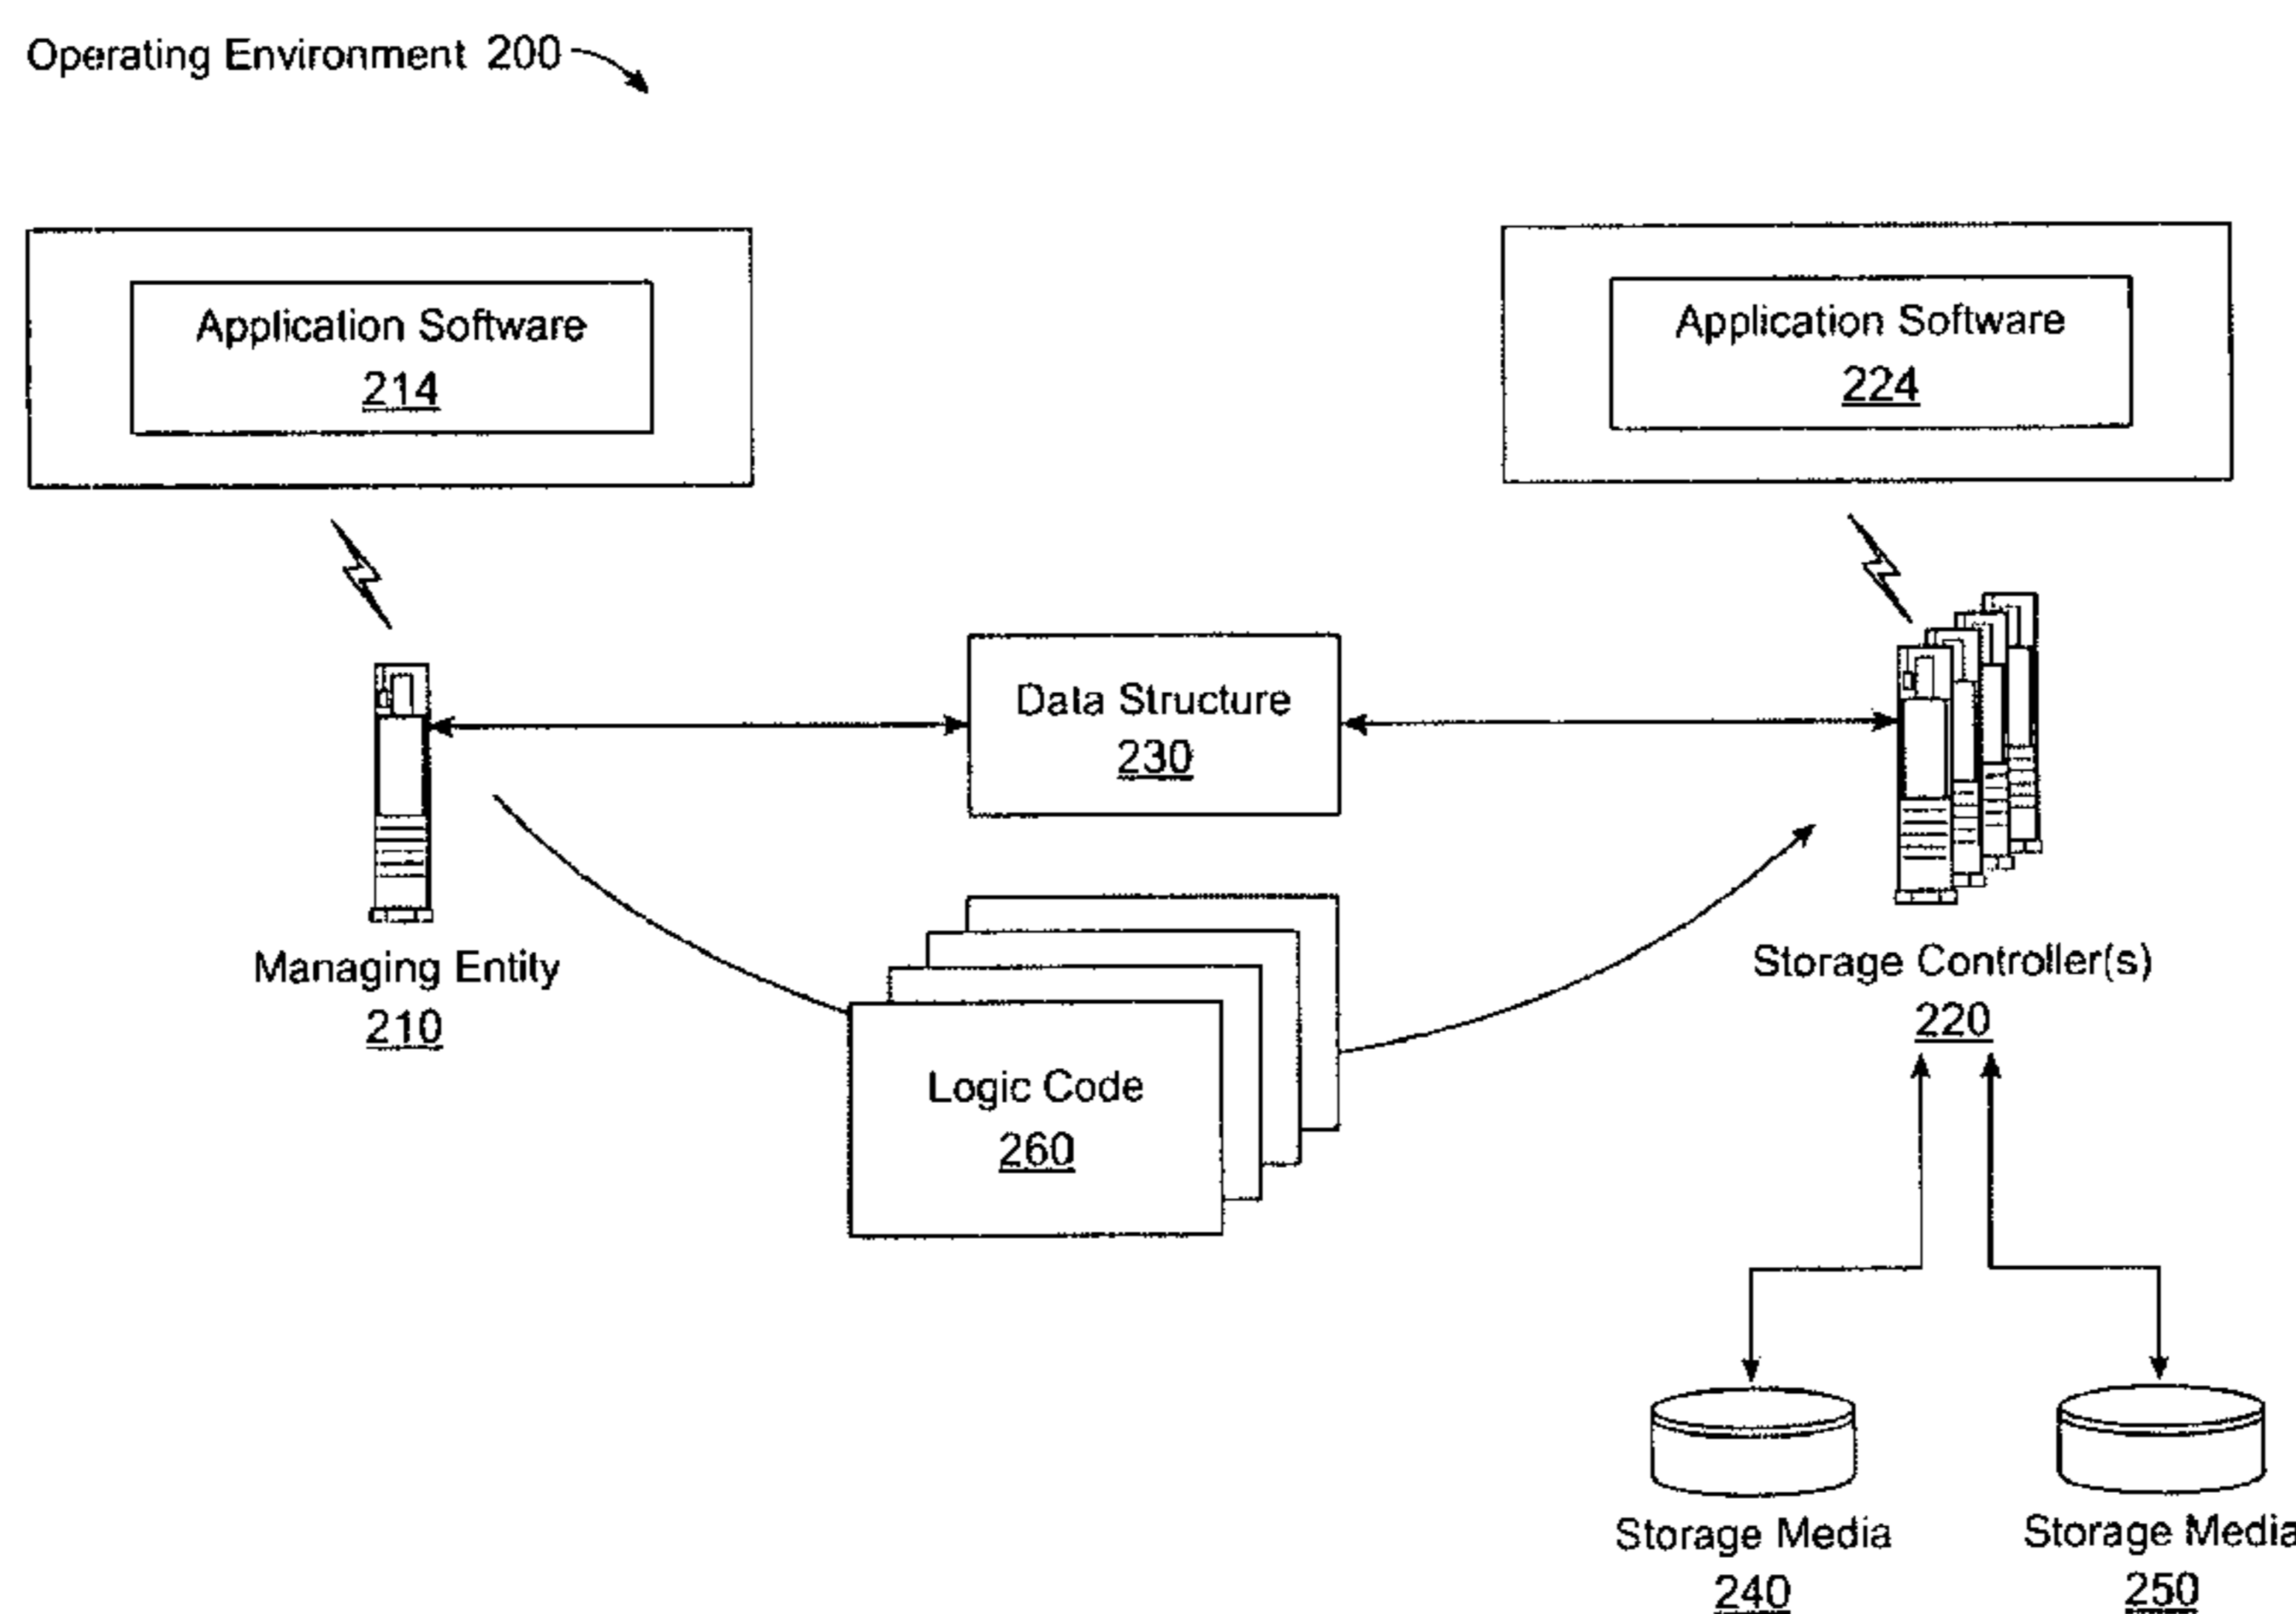 Operating Environment 200
Application Software
214
Application Software
224
Data Structure
230
Managing Entity
210
Storage Controller(s)
220
Logic Code
260
Storage Media
240
Storage Media
250